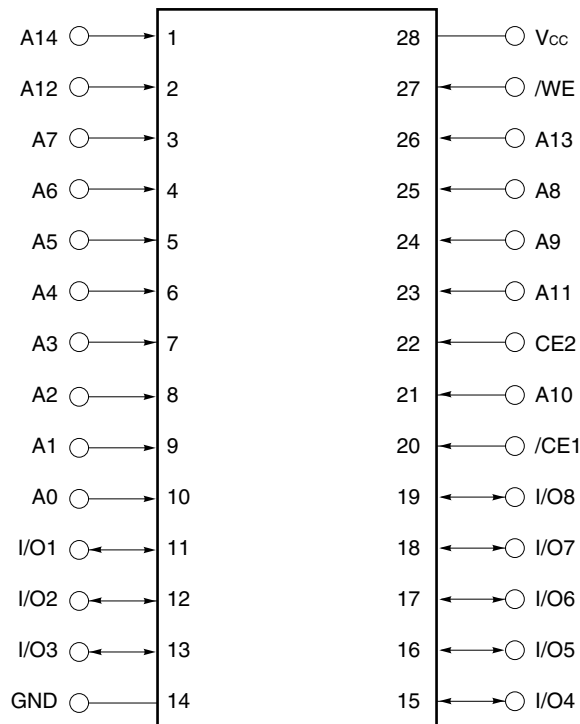 A14 1 28 Vcc
A12 2 27 /WE
A7 3 26 A13
A6 4 25 A8
A5 5 24 A9
A4 6 23 A11
A3 7 22 CE2
A2 8 21 A10
A1 9 20 /CE1
A0 10 19 I/O8
I/O1 11 18 I/O7
I/O2 12 17 I/O6
I/O3 13 16 I/O5
GND 14 15 I/O4